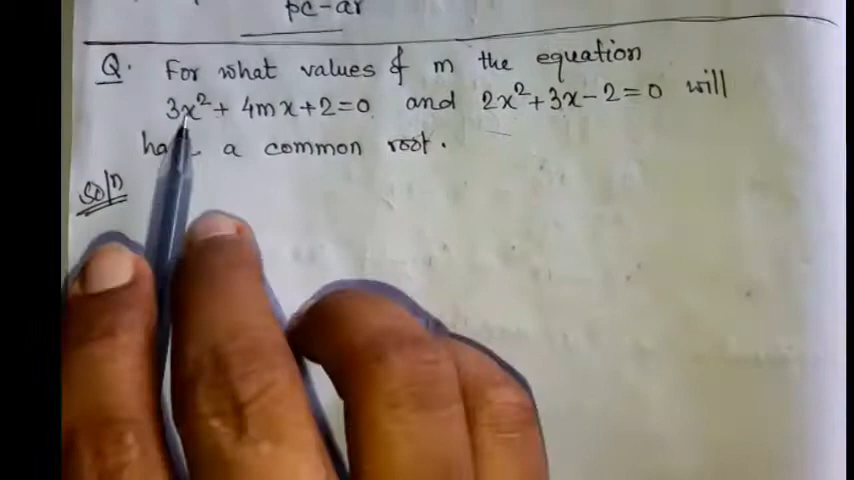 pc-ar
Q. For what values of m the equation
3x²+ 4mx+2=0 and 2x²+3x-2=0 will
a common root.
Soln